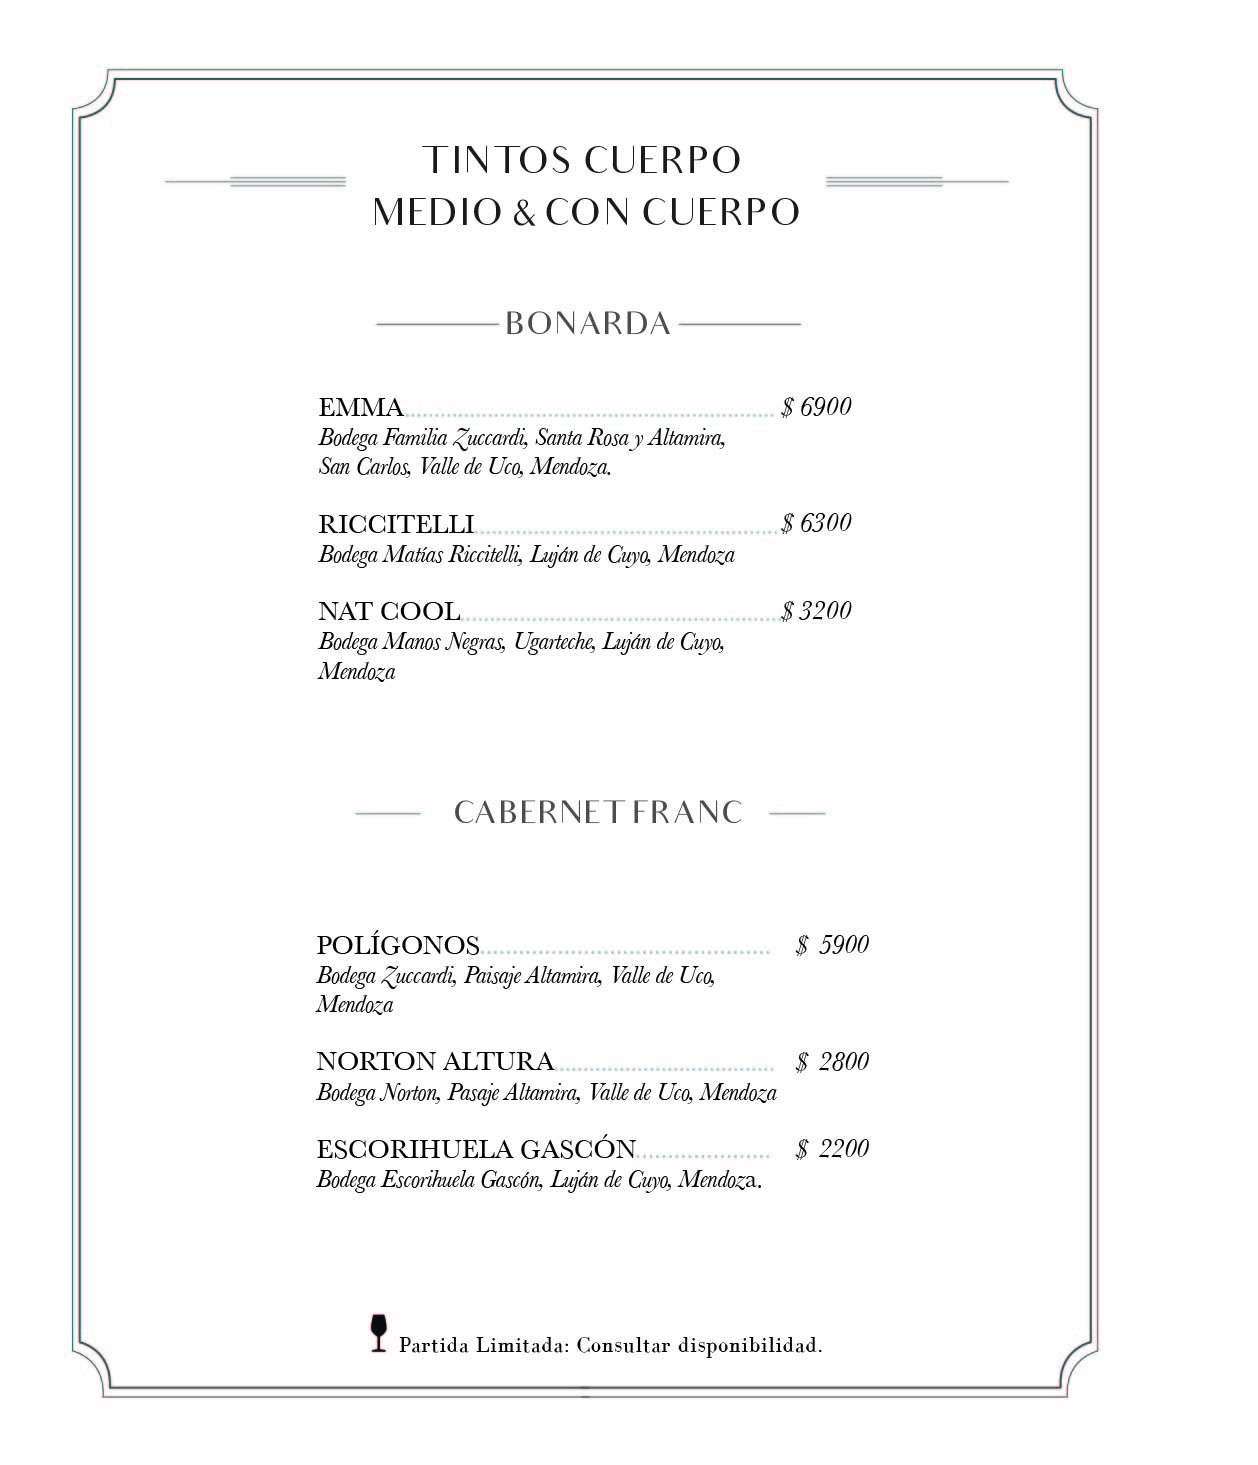 TINTOS CUERPO
MEDIO & CON CUERPO
BONARDA
EMMA $ 6900
Bodega Familia Zuccardi, Santa Rosa y Altamira,
San Carlos, Valle de Uco, Mendoza.
RICCITELLI $ 6300
Bodega Matías Riccitelli, Luján de Cuyo, Mendoza
NAT COOL $ 3200
Bodega Manos Negras, Ugarteche, Luján de Cuyo,
Mendoza
CABERNET FRANC
POLÍGONOS $ 5900
Bodega Zuccardi, Paisaje Altamira, Valle de Uco,
Mendoza
NORTON ALTURA $ 2800
Bodega Norton, Pasaje Altamira, Valle de Uco, Mendoza
ESCORIHUELA GASCÓN $ 2200
Bodega Escorihuela Gascón, Luján de Cuyo, Mendoza.
Partida Limitada: Consultar disponibilidad.